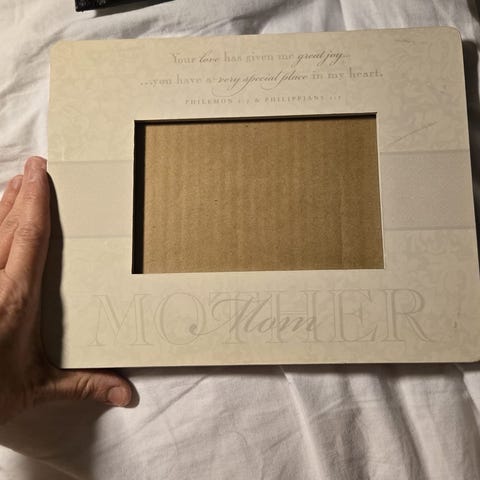 Your love has given me great joy...
...you have a very special place in my heart.
PHILEMON 1:7 & PHILIPPIANS 1:7
MOTHER
Mom